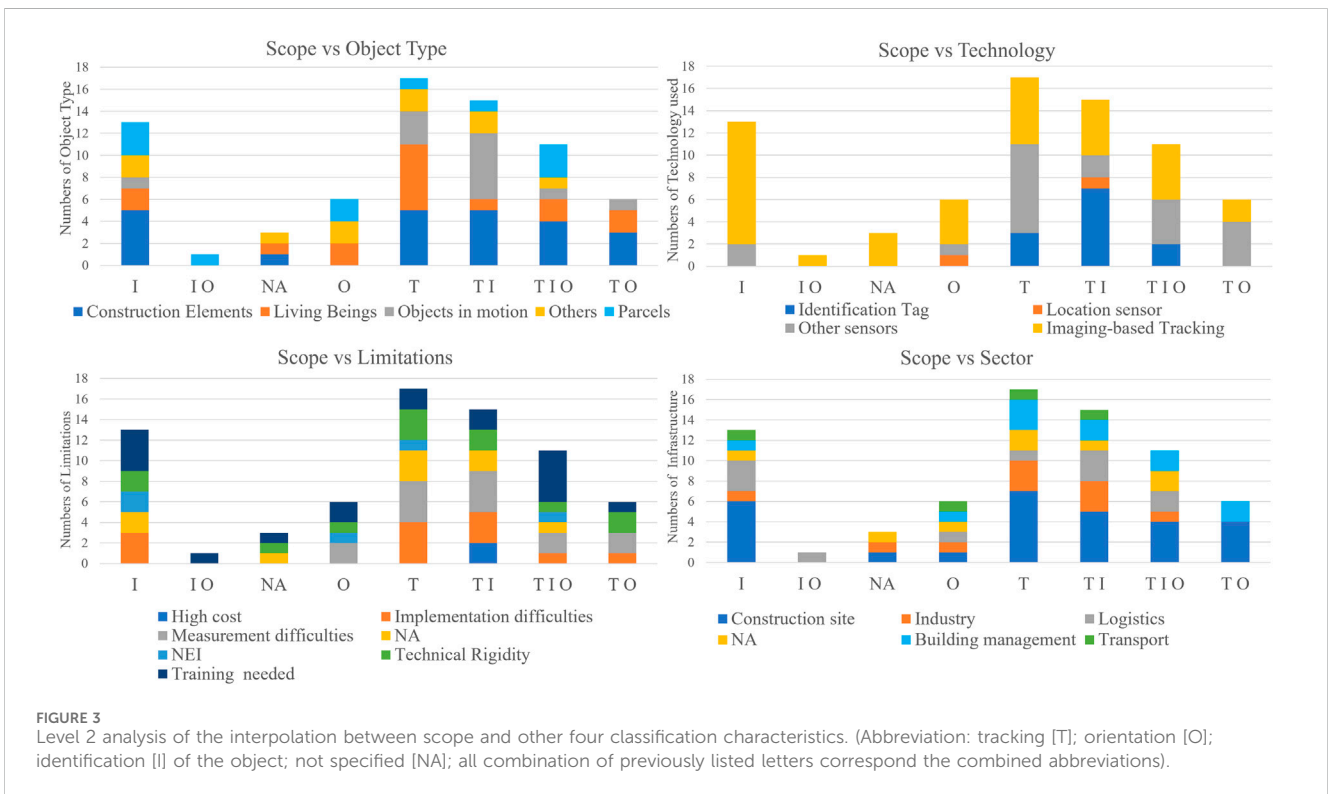 Scope vs Object Type
Numbers of Object Type
18
16
14
12
10
8
6
4
2
0
I I O NA O T T I T I O T O
Construction Elements Living Beings Objects in motion Others Parcels
Scope vs Technology
Numbers of Technology used
18
16
14
12
10
8
6
4
2
0
I I O NA O T T I T I O T O
Identification Tag Location sensor
Other sensors Imaging-based Tracking
Scope vs Limitations
Numbers of Limitations
18
16
14
12
10
8
6
4
2
0
I I O NA O T T I T I O T O
High cost Implementation difficulties
Measurement difficulties NA
NEI Technical Rigidity
Training needed
Scope vs Sector
Numbers of Infrastructure
18
16
14
12
10
8
6
4
2
0
I I O NA O T T I T I O T O
Construction site Industry Logistics
NA Building management Transport
FIGURE 3
Level 2 analysis of the interpolation between scope and other four classification characteristics. (Abbreviation: tracking [T]; orientation [O];
identification [I] of the object; not specified [NA]; all combination of previously listed letters correspond the combined abbreviations).